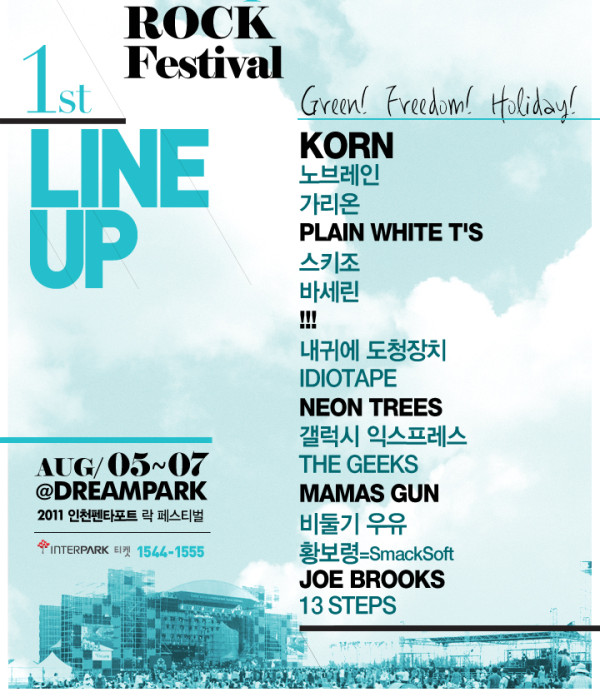 ROCK
Festival
1st
LINE
UP
Green! Freedom! Holiday!
KORN
노브레인
가리온
PLAIN WHITE T'S
스키조
바세린
!!!
내귀에 도청장치
IDIOTAPE
NEON TREES
갤럭시 익스프레스
THE GEEKS
MAMAS GUN
비둘기 우유
황보령=SmackSoft
JOE BROOKS
13 STEPS
AUG/05~07
@DREAMPARK
2011 인천펜타포트 락 페스티벌
INTERPARK 티켓 1544-1555